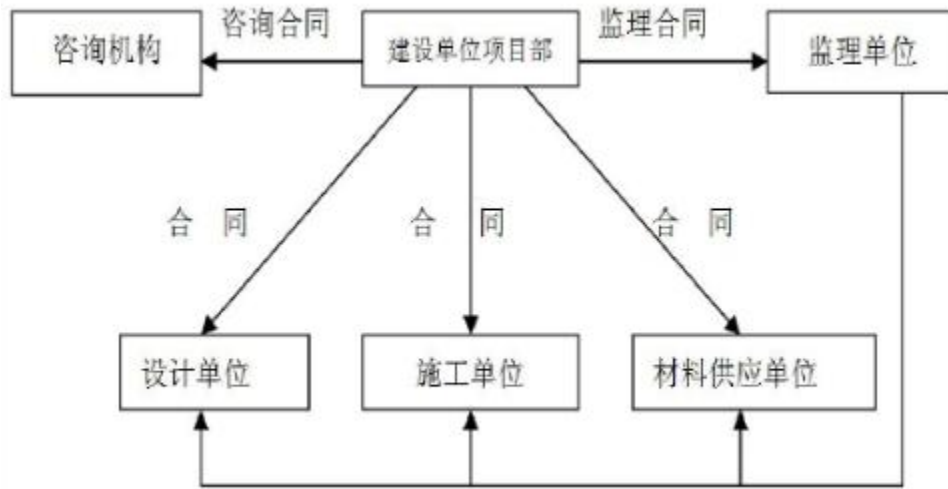 咨询机构
咨询合同
建设单位项目部
监理合同
监理单位
合 同
合 同
合 同
设计单位
施工单位
材料供应单位